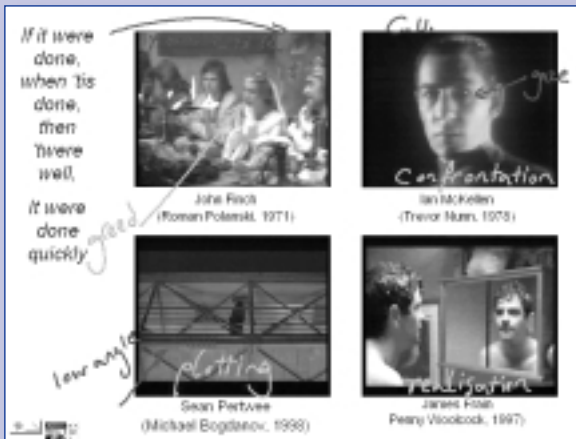 If it were
done,
when 'tis
done,
then
'twere
well,
It were
done
quickly
greed
low angle
gaze
Confrontation
John Finch
(Roman Polanski, 1971)
Ian McKellen
(Trevor Nunn, 1978)
plotting
realisation
Sean Pertwee
(Michael Bogdanov, 1998)
James Frain
Penny Woolcock, 1997)